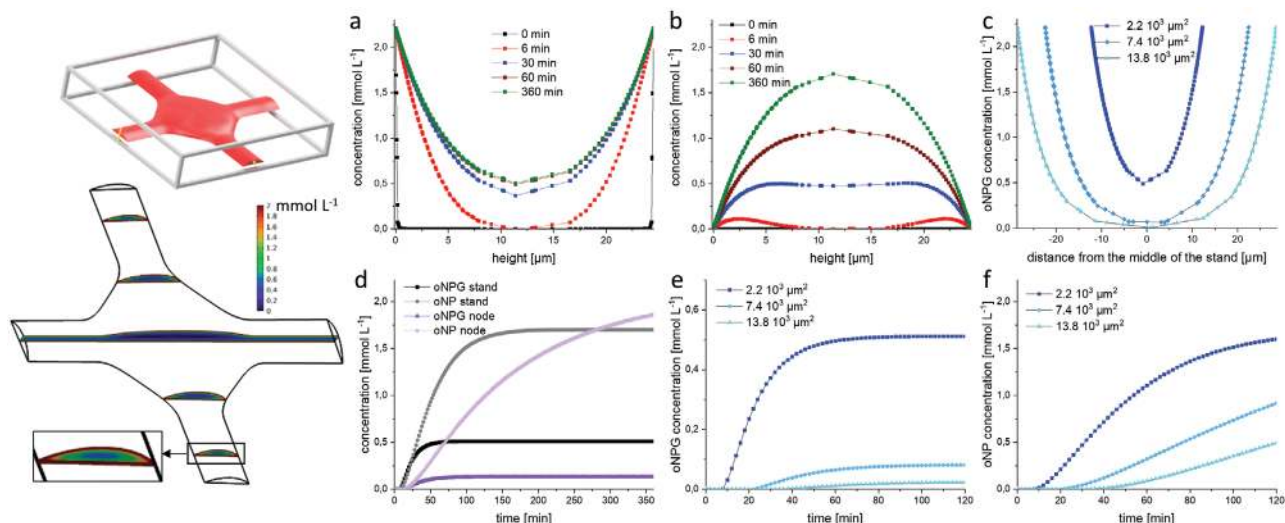 mmol L⁻¹
2
1.8
1.6
1.4
1.2
1
0.8
0.6
0.4
0.2
0
a
concentration [mmol L⁻¹]
2,0
1,5
1,0
0,5
0,0
0 min
6 min
30 min
60 min
360 min
0 5 10 15 20
height [µm]
b
concentration [mmol L⁻¹]
2,0
1,5
1,0
0,5
0,0
0 min
6 min
30 min
60 min
360 min
0 5 10 15 20
height [µm]
c
oNPG concentration [mmol L⁻¹]
2,0
1,5
1,0
0,5
0,0
2.2 10³ µm²
7.4 10³ µm²
13.8 10³ µm²
-20 -10 0 10 20
distance from the middle of the stand [µm]
d
concentration [mmol L⁻¹]
2,0
1,5
1,0
0,5
0,0
oNPG stand
oNP stand
oNPG node
oNP node
0 50 100 150 200 250 300 350
time [min]
e
oNPG concentration [mmol L⁻¹]
0,6
0,4
0,2
0,0
2.2 10³ µm²
7.4 10³ µm²
13.8 10³ µm²
0 20 40 60 80 100 120
time [min]
f
oNP concentration [mmol L⁻¹]
2,0
1,5
1,0
0,5
0,0
2.2 10³ µm²
7.4 10³ µm²
13.8 10³ µm²
0 20 40 60 80 100 120
time [min]